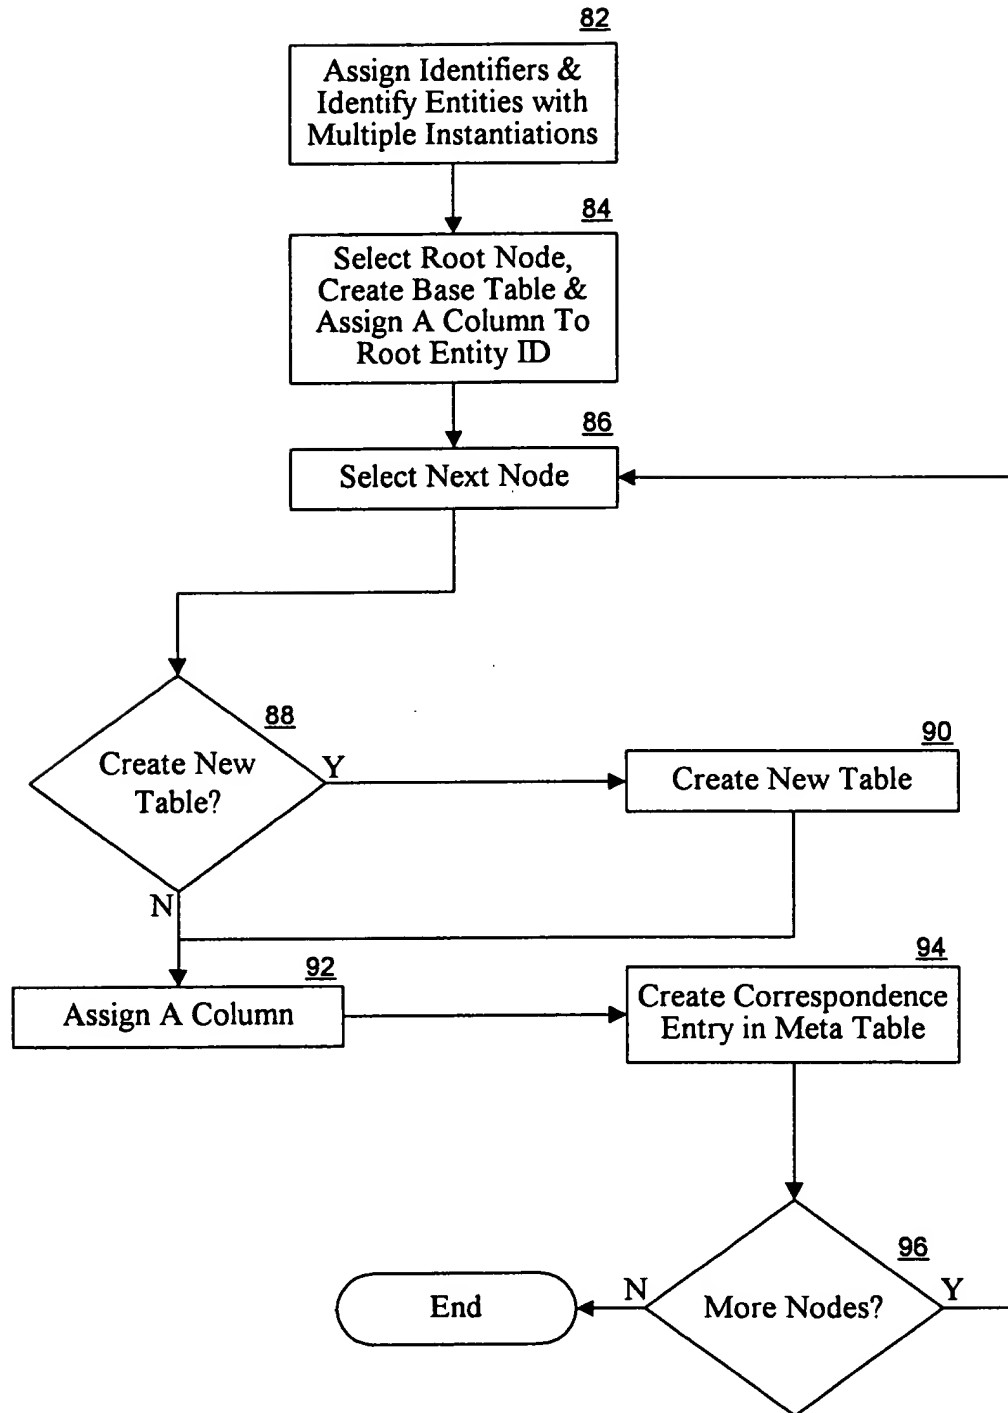 82
Assign Identifiers &
Identify Entities with
Multiple Instantiations
84
Select Root Node,
Create Base Table &
Assign A Column To
Root Entity ID
86
Select Next Node
88
Create New
Table?
Y
N
90
Create New Table
92
Assign A Column
94
Create Correspondence
Entry in Meta Table
96
More Nodes?
N
Y
End